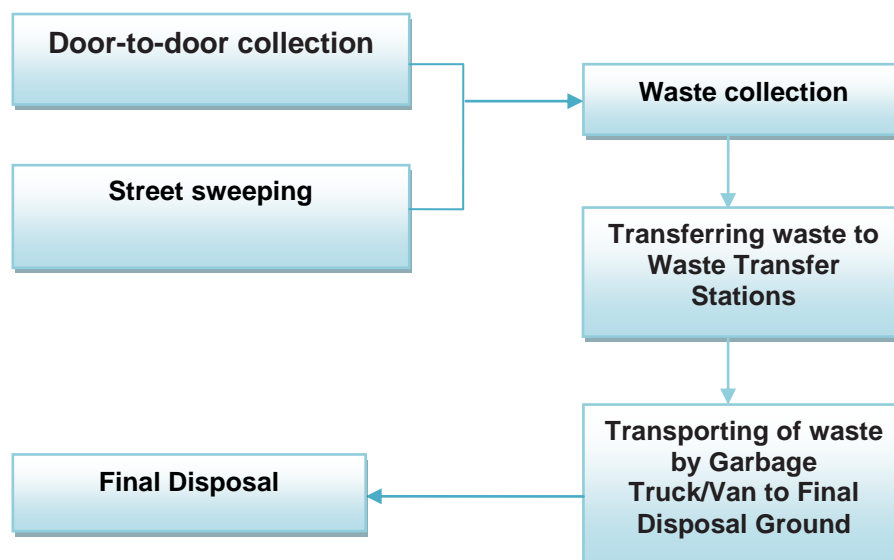 Door-to-door collection
Street sweeping
Waste collection
Transferring waste to
Waste Transfer
Stations
Transporting of waste
by Garbage
Truck/Van to Final
Disposal Ground
Final Disposal